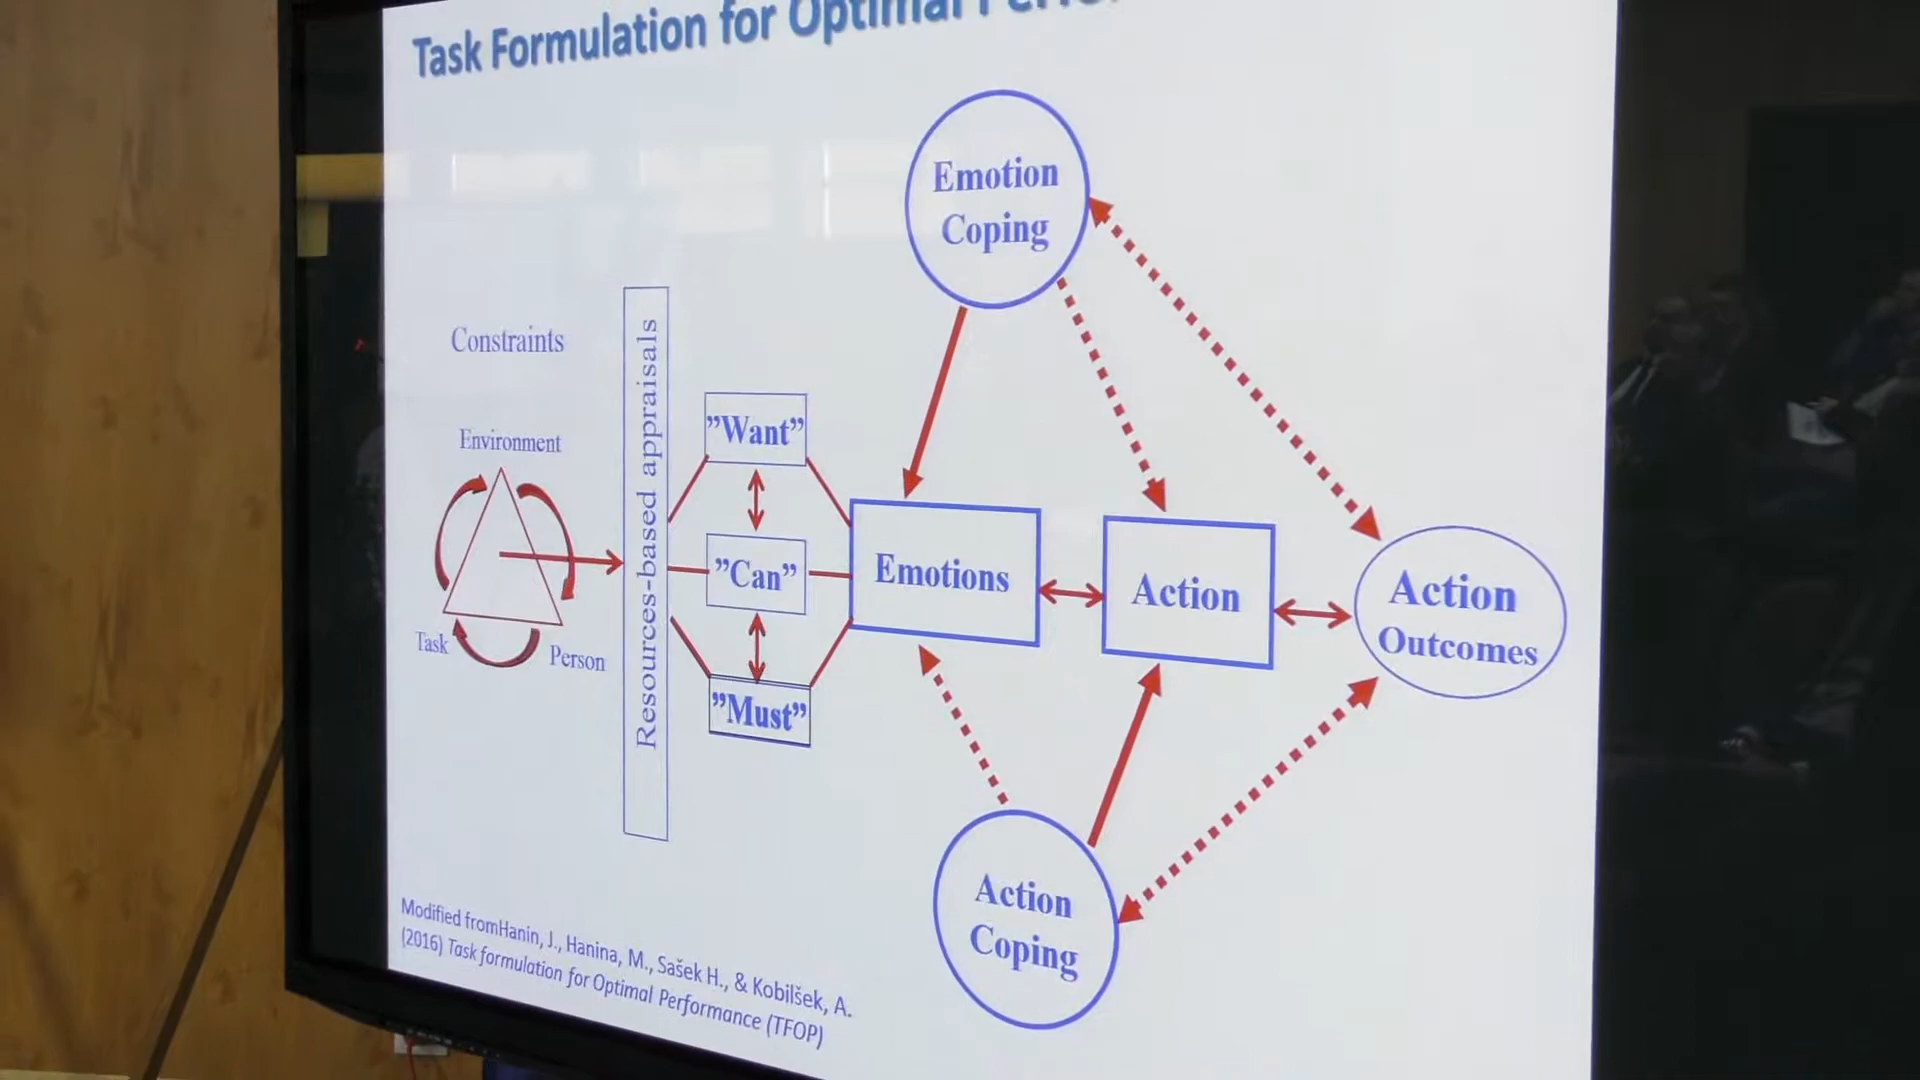 Task Formulation for Optimal
Emotion
Coping
Constraints
Environment
Task
Person
Resources-based appraisals
”Want”
”Can”
”Must”
Emotions
Action
Action
Outcomes
Action
Coping
Modified fromHanin, J., Hanina, M., Sašek H., & Kobilšek, A.
(2016) Task formulation for Optimal Performance (TFOP)